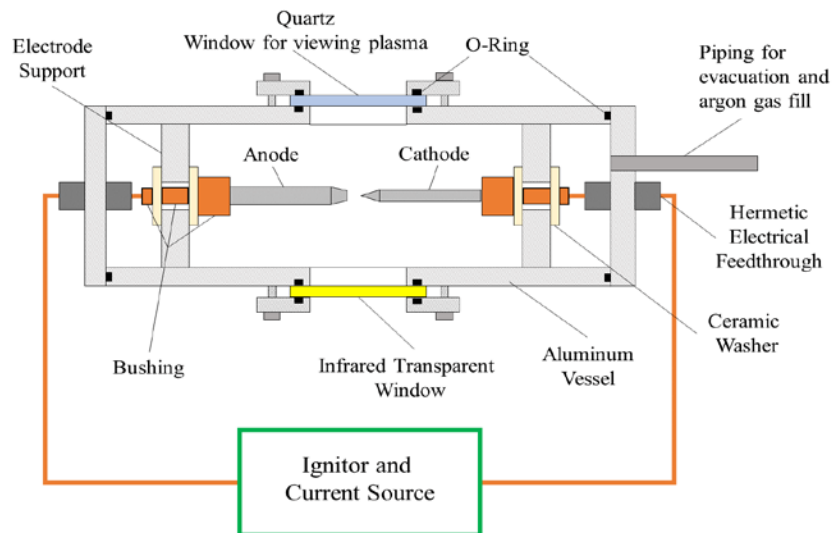 Quartz
Window for viewing plasma
Electrode
Support
O-Ring
Piping for
evacuation and
argon gas fill
Anode
Cathode
Hermetic
Electrical
Feedthrough
Bushing
Infrared Transparent
Window
Aluminum
Vessel
Ceramic
Washer
Ignitor and
Current Source